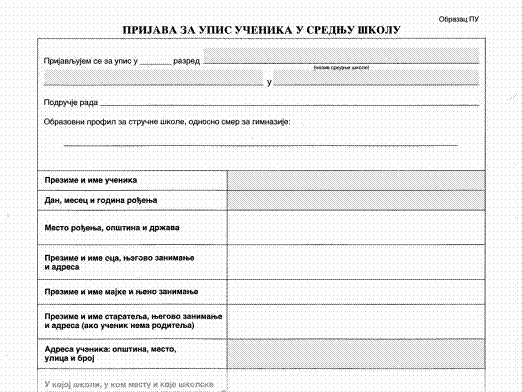 Образац ПУ
ПРИЈАВА ЗА УПИС УЧЕНИКА У СРЕДЊУ ШКОЛУ
Пријављујем се за упис у _______ разред
(назив средње школе)
у
Подручје рада
Образовни профил за стручне школе, односно смер за гимназије:
Презиме и име ученика
Дан, месец и година рођења
Место рођења, општина и држава
Презиме и име оца, његово занимање
и адреса
Презиме и име мајке и њено занимање
Презиме и име старатеља, његово занимање
и адреса (ако ученик нема родитеља)
Адреса ученика: општина, место,
улица и број
У којој школи, у ком месту и које школске